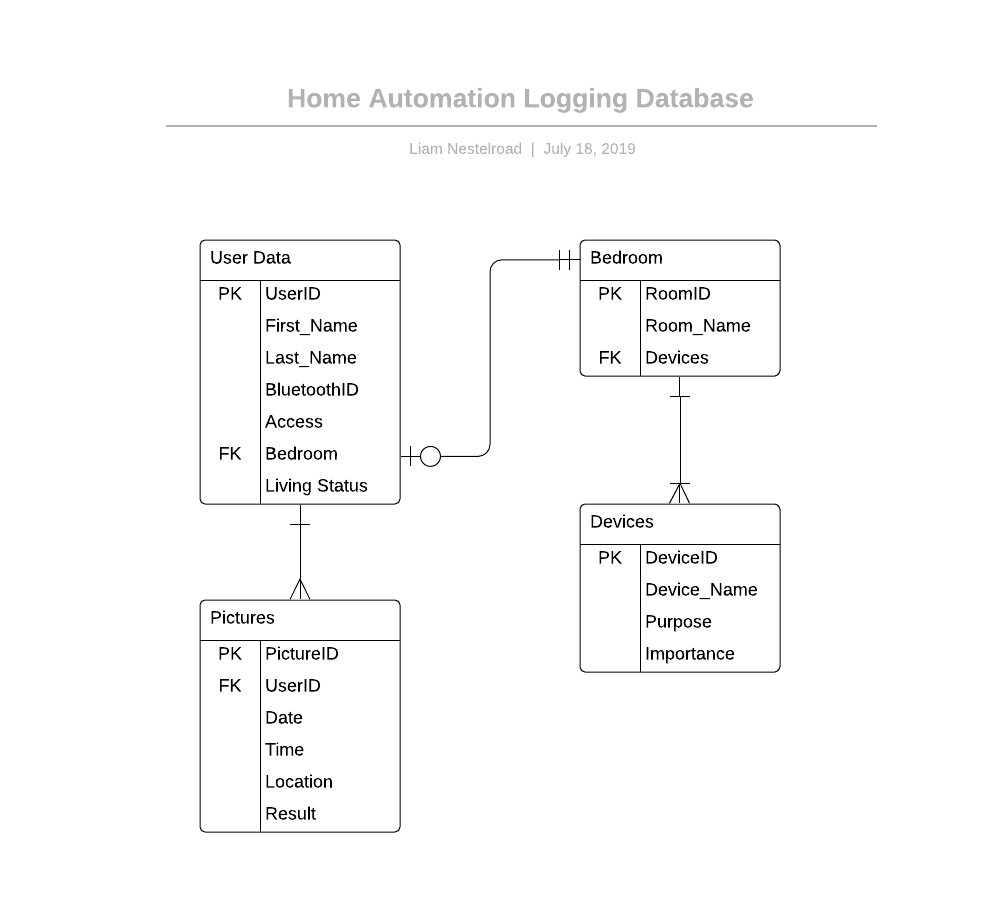 Home Automation Logging Database
Liam Nestelroad | July 18, 2019
User Data
PK UserID
First_Name
Last_Name
BluetoothID
Access
FK Bedroom
Living Status
Bedroom
PK RoomID
Room_Name
FK Devices
Pictures
PK PictureID
FK UserID
Date
Time
Location
Result
Devices
PK DeviceID
Device_Name
Purpose
Importance